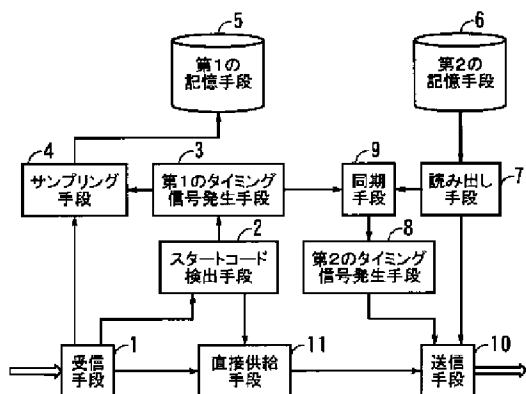 5
第1の
記憶手段
6
第2の
記憶手段
4
サンプリング
手段
3
第1のタイミング
信号発生手段
9
同期
手段
読み出し
手段
7
2
スタートコード
検出手段
8
第2のタイミング
信号発生手段
1
受信
手段
11
直接供給
手段
10
送信
手段